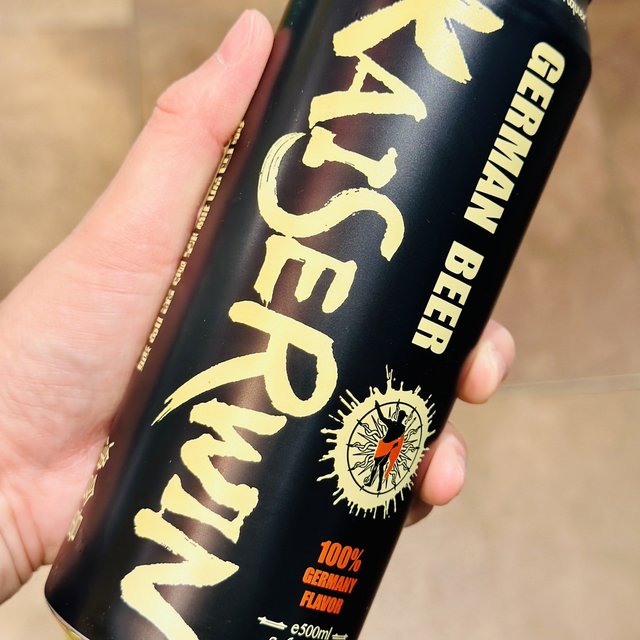 KAISERWIN
GERMAN BEER
100%
GERMANY
FLAVOR
e500ml